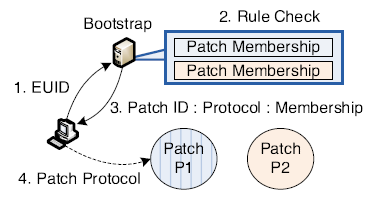 Bootstrap
2. Rule Check
Patch Membership
Patch Membership
1. EUID
3. Patch ID : Protocol : Membership
4. Patch Protocol
Patch
P1
Patch
P2